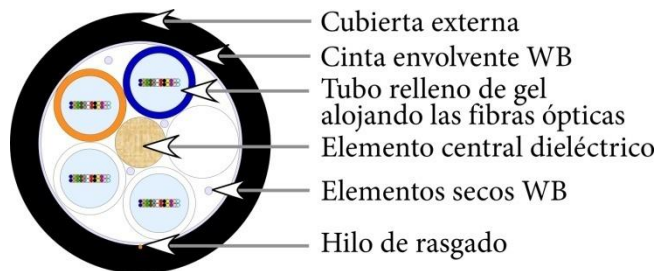 Cubierta externa
Cinta envolvente WB
Tubo relleno de gel
alojando las fibras ópticas
Elemento central dieléctrico
Elementos secos WB
Hilo de rasgado